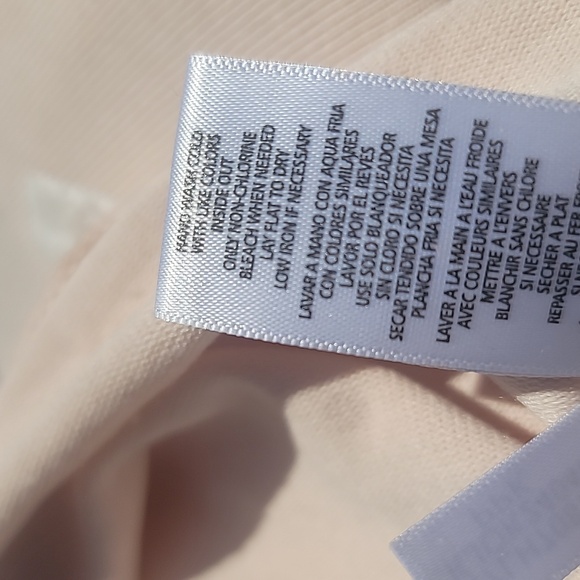 HAND WASH COLD
WITH LIKE COLORS
INSIDE OUT
ONLY NON-CHLORINE
BLEACH WHEN NEEDED
LAY FLAT TO DRY
LOW IRON IF NECESSARY
LAVAR A MANO CON AQUA FRIA
CON COLORES SIMILARES
LAVOR POR EL REVES
USE SOLO BLANQUEADOR
SIN CLORO SI NECESITA
SECAR TENDIDO SOBRE UNA MESA
PLANCHA FRIA SI NECESITA
LAVER A LA MAIN A L'EAU FROIDE
AVEC COULEURS SIMILAIRES
METTRE A L'ENVERS
BLANCHIR SANS CHLORE
SI NECESSAIRE
SECHER A PLAT
REPASSER AU